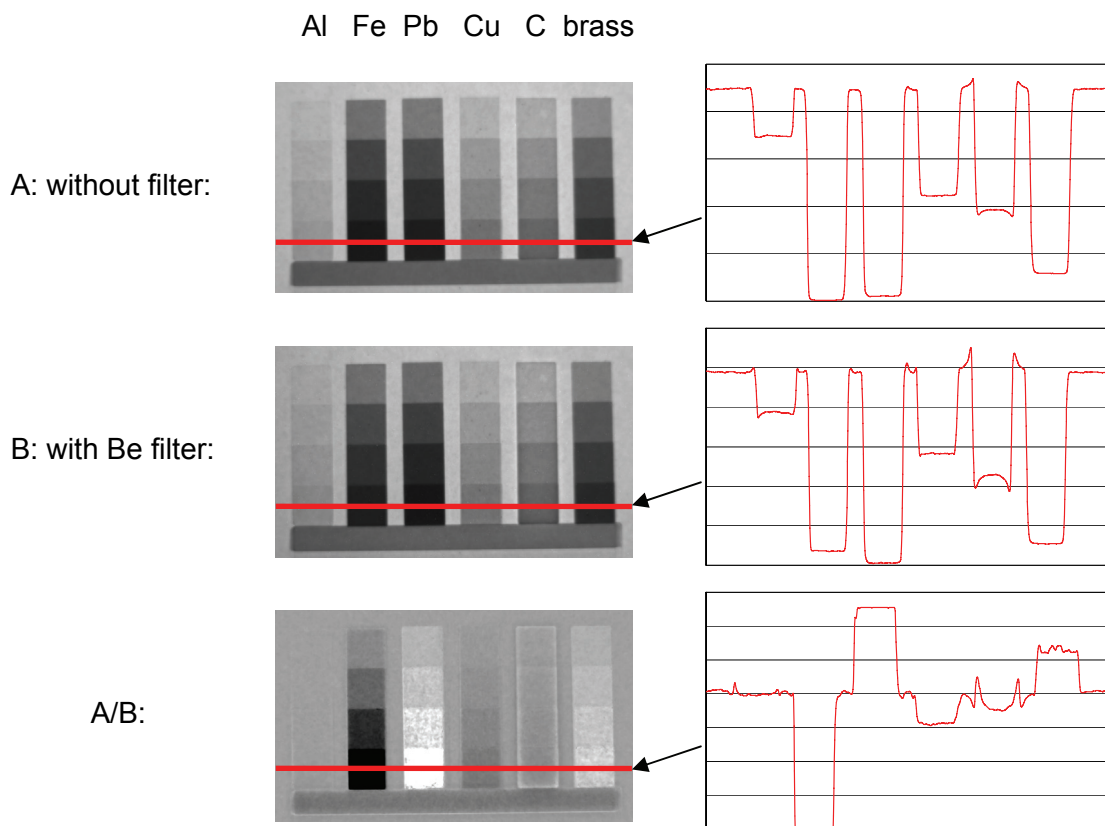 Al Fe Pb Cu C brass
A: without filter:
B: with Be filter:
A/B: